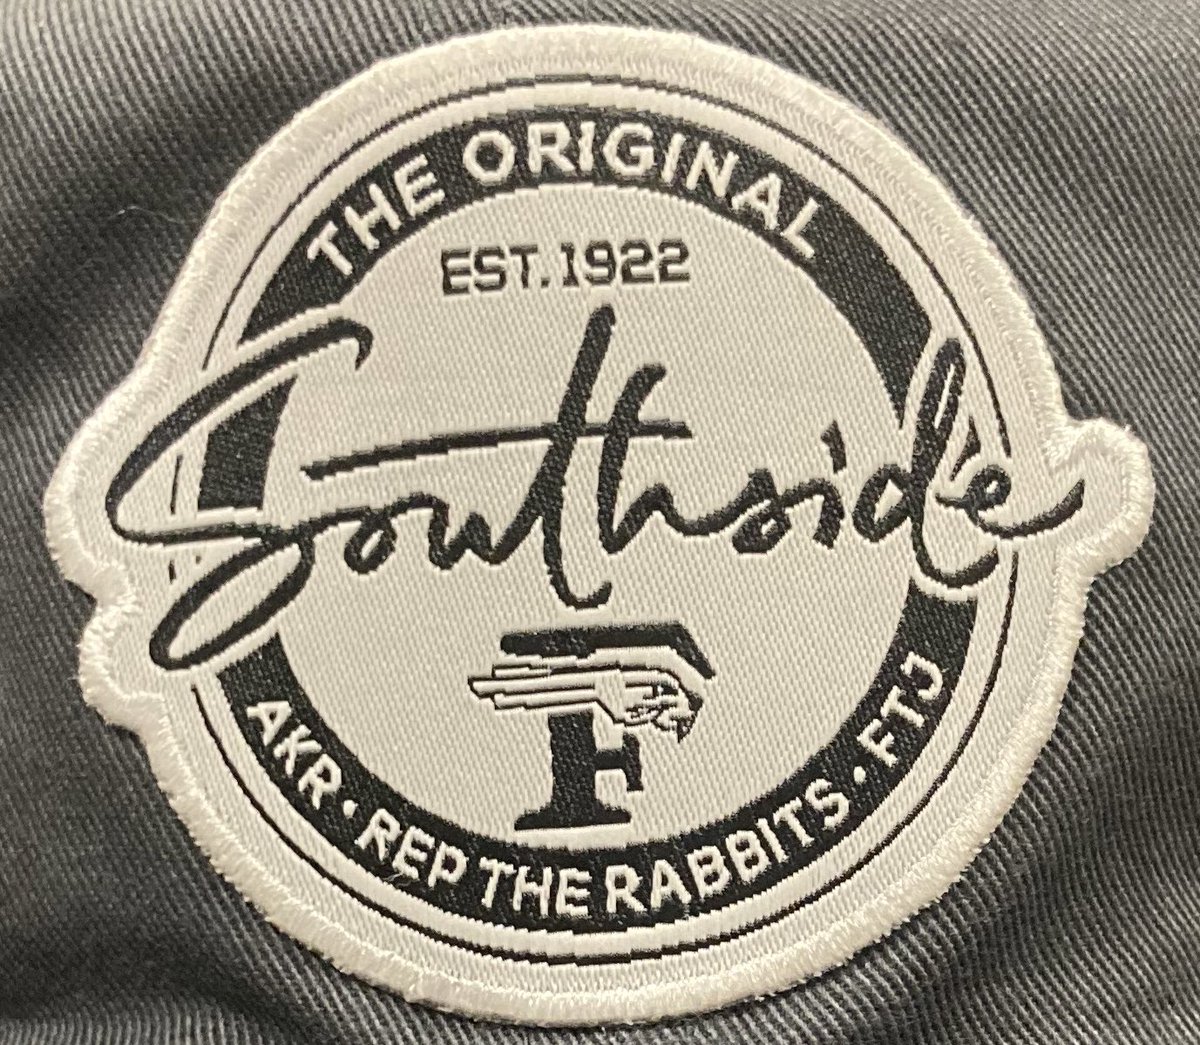 THE ORIGINAL
EST. 1922
Southside
F
AKR • REP THE RABBITS • FTJ